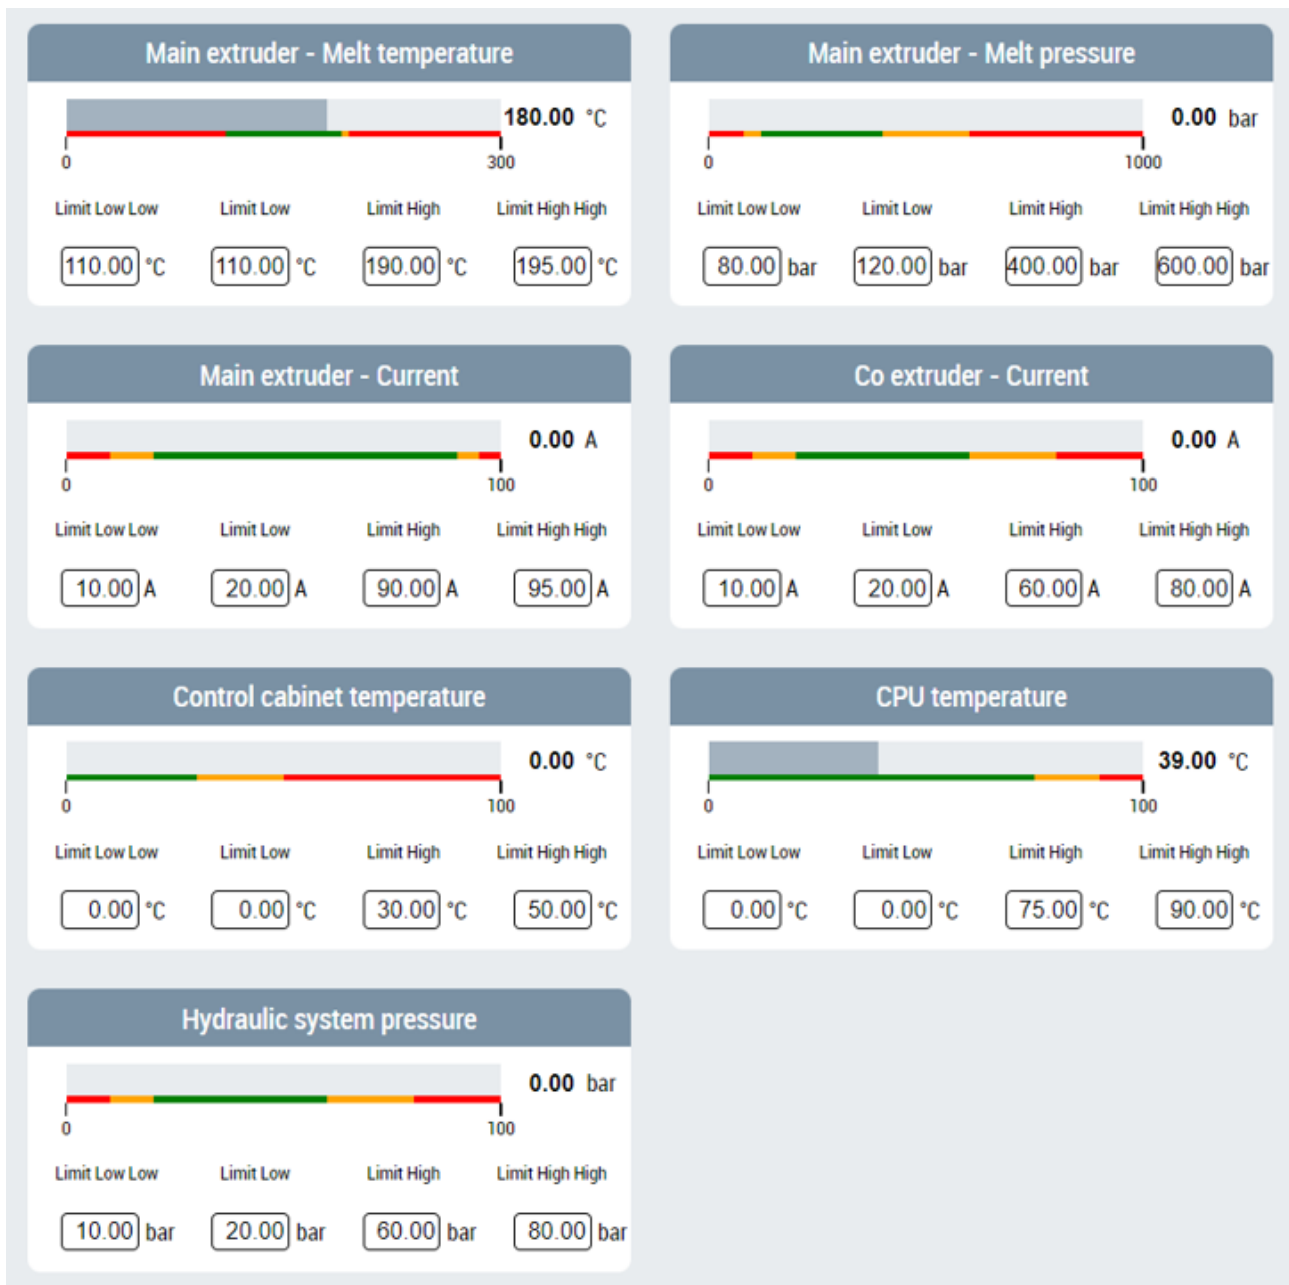 Main extruder - Melt temperature
180.00 °C
0 300
Limit Low Low Limit Low Limit High Limit High High
110.00 °C 110.00 °C 190.00 °C 195.00 °C
Main extruder - Melt pressure
0.00 bar
0 1000
Limit Low Low Limit Low Limit High Limit High High
80.00 bar 120.00 bar 400.00 bar 600.00 bar
Main extruder - Current
0.00 A
0 100
Limit Low Low Limit Low Limit High Limit High High
10.00 A 20.00 A 90.00 A 95.00 A
Co extruder - Current
0.00 A
0 100
Limit Low Low Limit Low Limit High Limit High High
10.00 A 20.00 A 60.00 A 80.00 A
Control cabinet temperature
0.00 °C
0 100
Limit Low Low Limit Low Limit High Limit High High
0.00 °C 0.00 °C 30.00 °C 50.00 °C
CPU temperature
39.00 °C
0 100
Limit Low Low Limit Low Limit High Limit High High
0.00 °C 0.00 °C 75.00 °C 90.00 °C
Hydraulic system pressure
0.00 bar
0 100
Limit Low Low Limit Low Limit High Limit High High
10.00 bar 20.00 bar 60.00 bar 80.00 bar